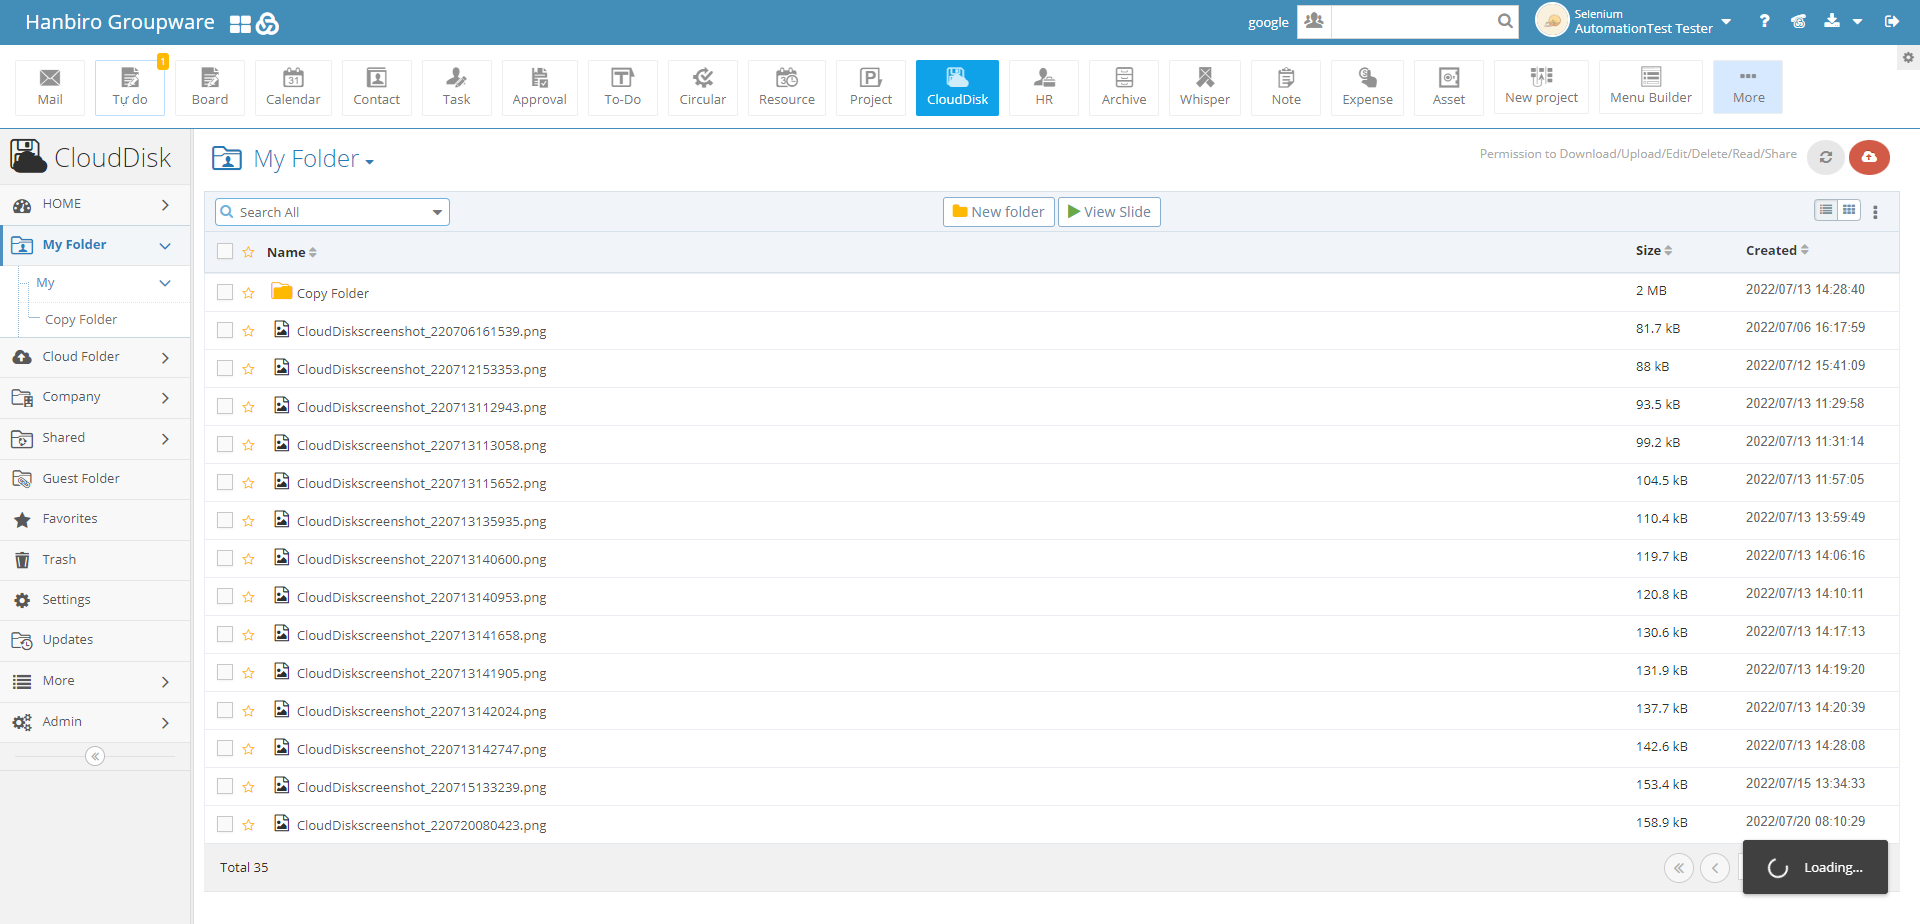 Hanbiro Groupware
google
Selenium
AutomationTest Tester
?
Mail
Tự do
1
Board
31
Calendar
Contact
Task
Approval
To-Do
Circular
Resource
Project
CloudDisk
HR
Archive
Whisper
Note
Expense
Asset
New project
Menu Builder
More
CloudDisk
HOME
My Folder
My
Copy Folder
Cloud Folder
Company
Shared
Guest Folder
Favorites
Trash
Settings
Updates
More
Admin
My Folder
Permission to Download/Upload/Edit/Delete/Read/Share
Search All
New folder
View Slide
Name Size Created
Copy Folder 2 MB 2022/07/13 14:28:40
CloudDiskscreenshot_220706161539.png 81.7 kB 2022/07/06 16:17:59
CloudDiskscreenshot_220712153353.png 88 kB 2022/07/12 15:41:09
CloudDiskscreenshot_220713112943.png 93.5 kB 2022/07/13 11:29:58
CloudDiskscreenshot_220713113058.png 99.2 kB 2022/07/13 11:31:14
CloudDiskscreenshot_220713115652.png 104.5 kB 2022/07/13 11:57:05
CloudDiskscreenshot_220713135935.png 110.4 kB 2022/07/13 13:59:49
CloudDiskscreenshot_220713140600.png 119.7 kB 2022/07/13 14:06:16
CloudDiskscreenshot_220713140953.png 120.8 kB 2022/07/13 14:10:11
CloudDiskscreenshot_220713141658.png 130.6 kB 2022/07/13 14:17:13
CloudDiskscreenshot_220713141905.png 131.9 kB 2022/07/13 14:19:20
CloudDiskscreenshot_220713142024.png 137.7 kB 2022/07/13 14:20:39
CloudDiskscreenshot_220713142747.png 142.6 kB 2022/07/13 14:28:08
CloudDiskscreenshot_220715133239.png 153.4 kB 2022/07/15 13:34:33
CloudDiskscreenshot_220720080423.png 158.9 kB 2022/07/20 08:10:29
Total 35
Loading...